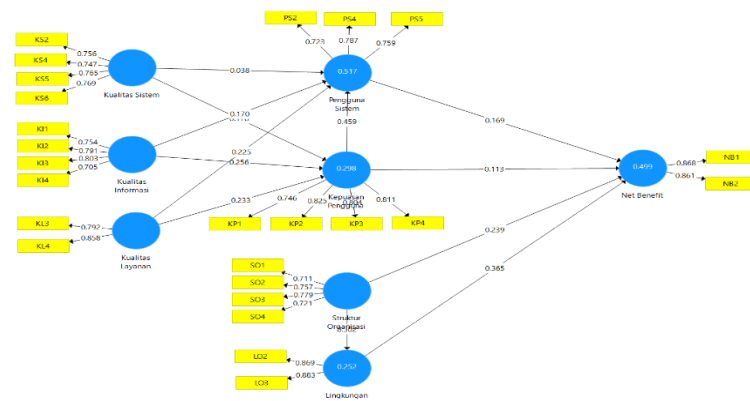 PS2
PS4
PS5
0.723
0.787
0.759
KS2
KS4
KS5
KS6
0.756
0.747
0.765
0.769
Kualitas Sistem
0.038
0.517
Pengguna
Sistem
0.170
0.459
0.169
KI1
KI2
KI3
KI4
0.754
0.791
0.803
0.705
Kualitas
Informasi
0.225
0.256
0.298
Kepuasan
Pengguna
0.113
0.499
Net Benefit
0.868
0.861
NB1
NB2
0.233
0.746
0.825
0.811
KP1
KP2
KP3
KP4
KL3
KL4
0.792
0.858
Kualitas
Layanan
0.239
SO1
SO2
SO3
SO4
0.711
0.757
0.779
0.721
Struktur
Organisasi
0.365
LO2
LO3
0.869
0.883
0.252
Lingkungan